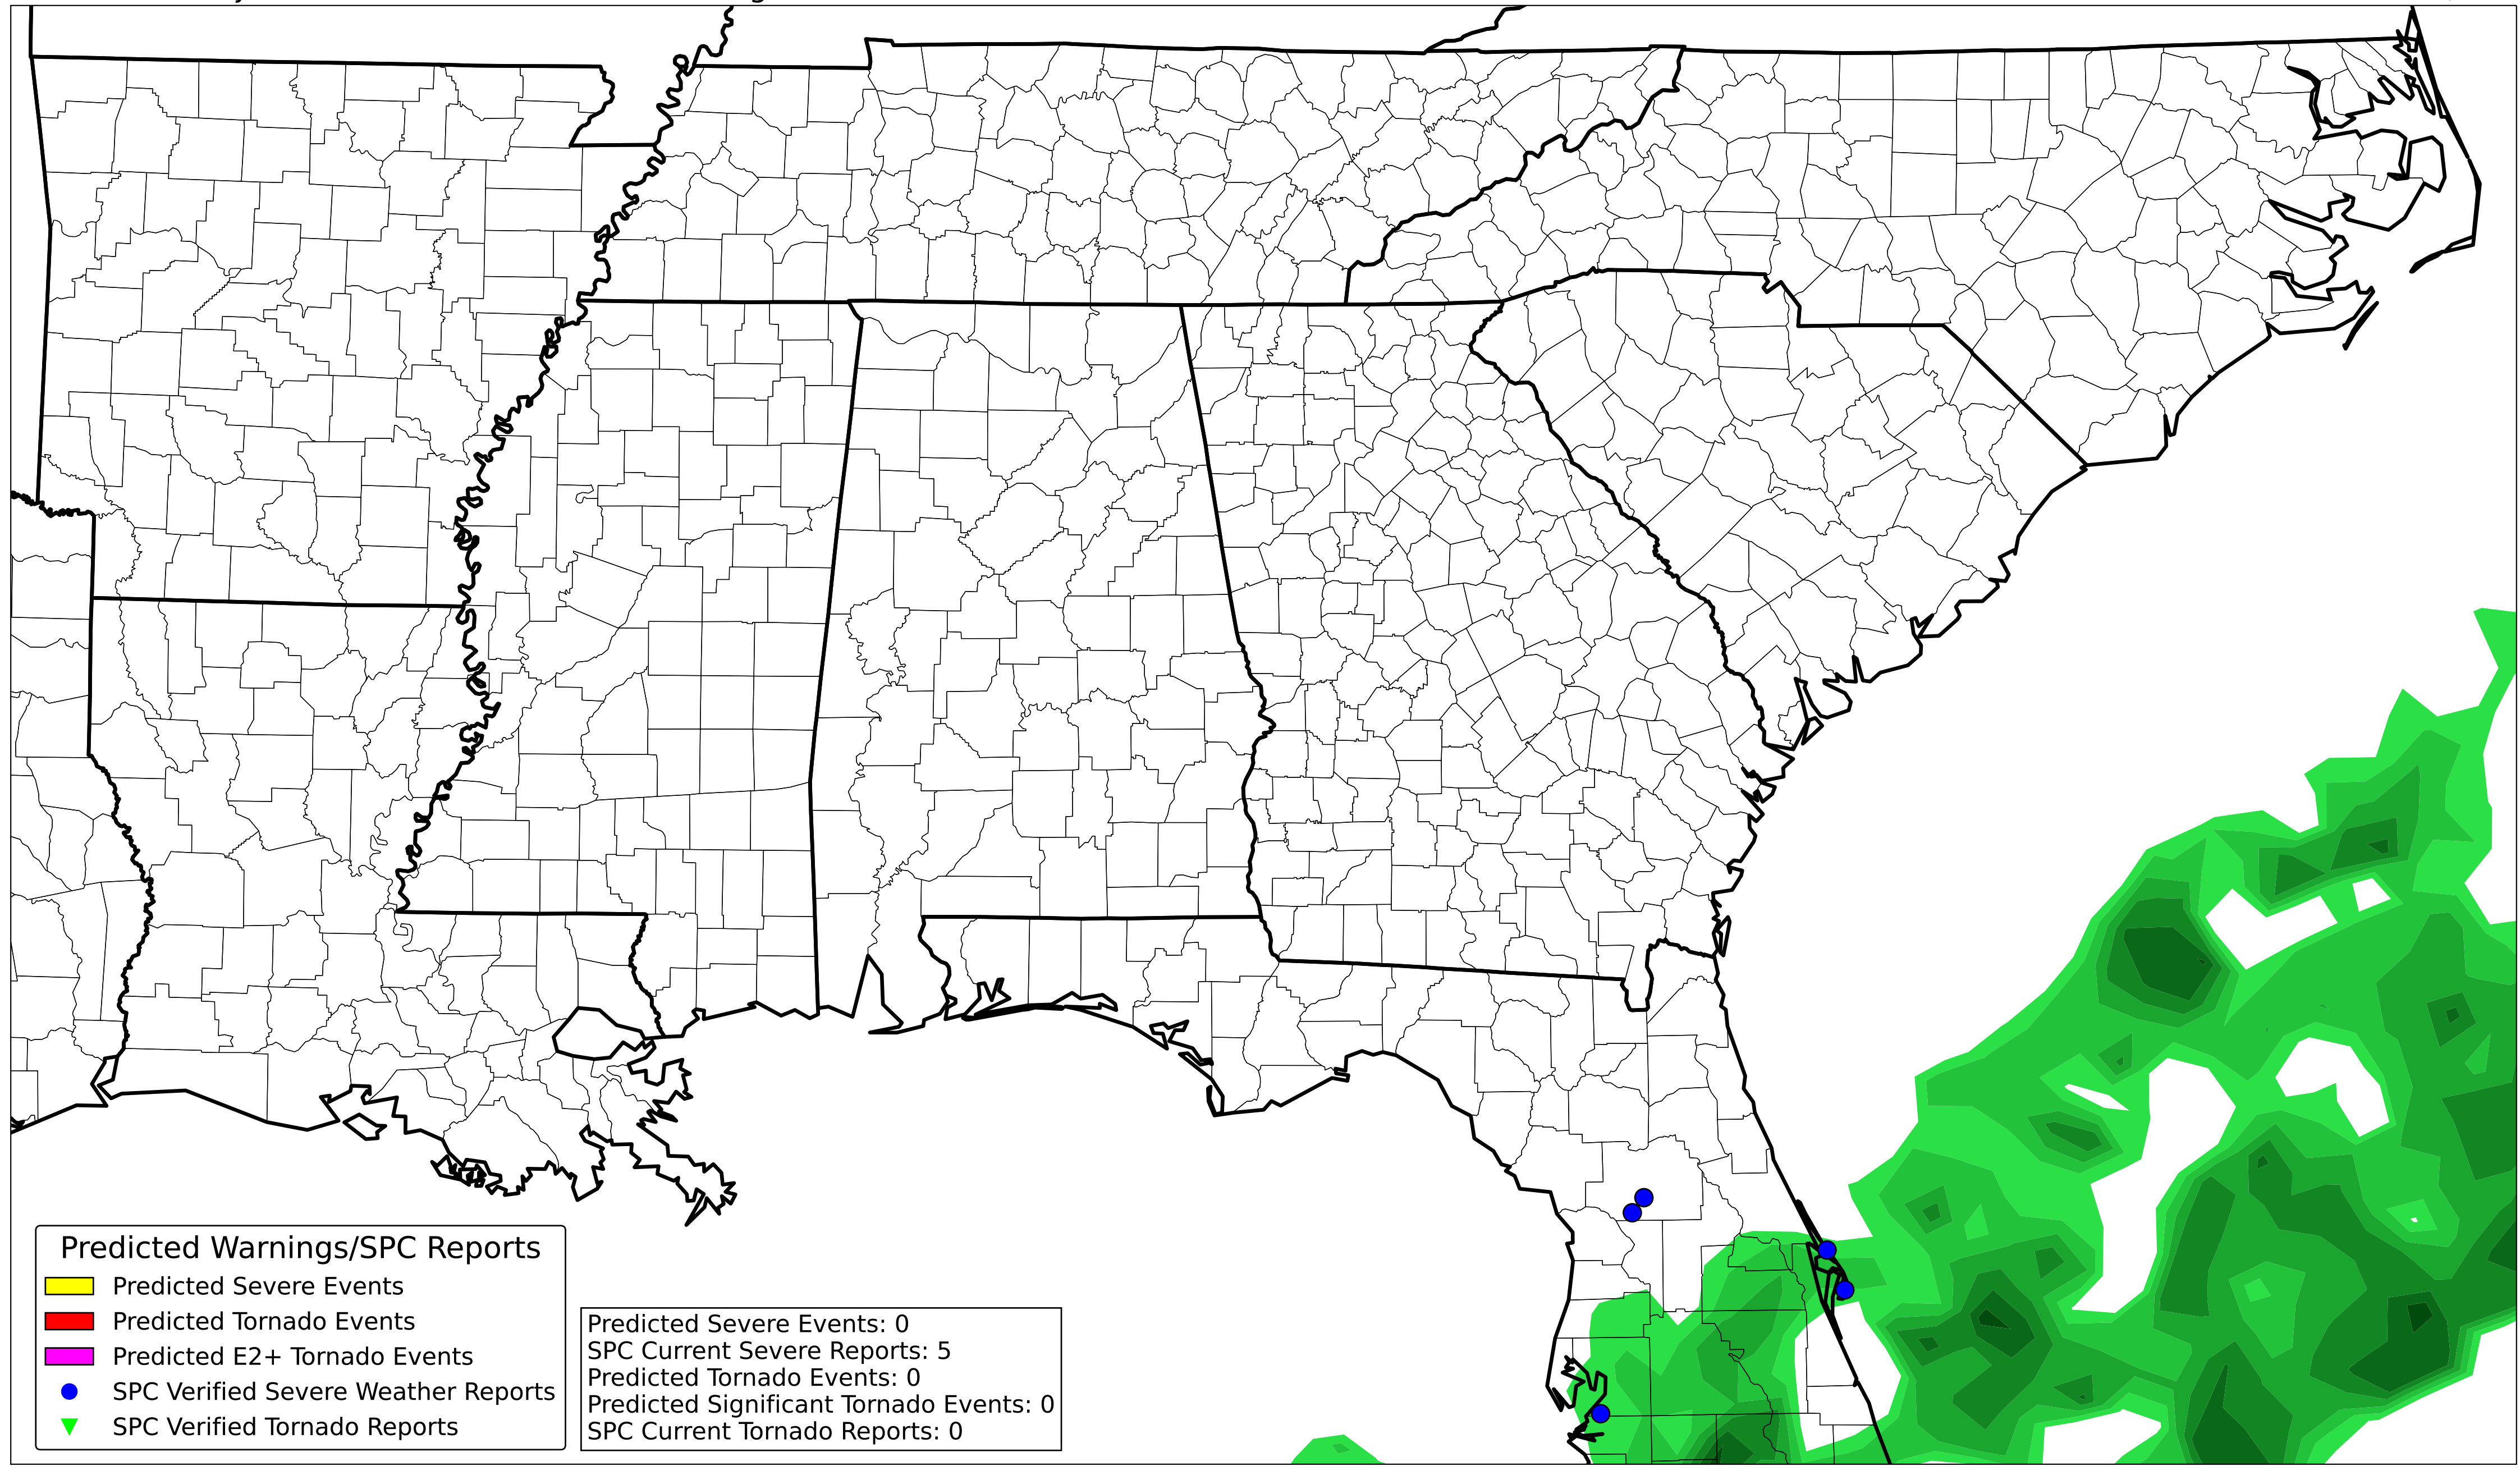 Predicted Warnings/SPC Reports
Predicted Severe Events
Predicted Tornado Events
Predicted E2+ Tornado Events
SPC Verified Severe Weather Reports
SPC Verified Tornado Reports
Predicted Severe Events: 0
SPC Current Severe Reports: 5
Predicted Tornado Events: 0
Predicted Significant Tornado Events: 0
SPC Current Tornado Reports: 0